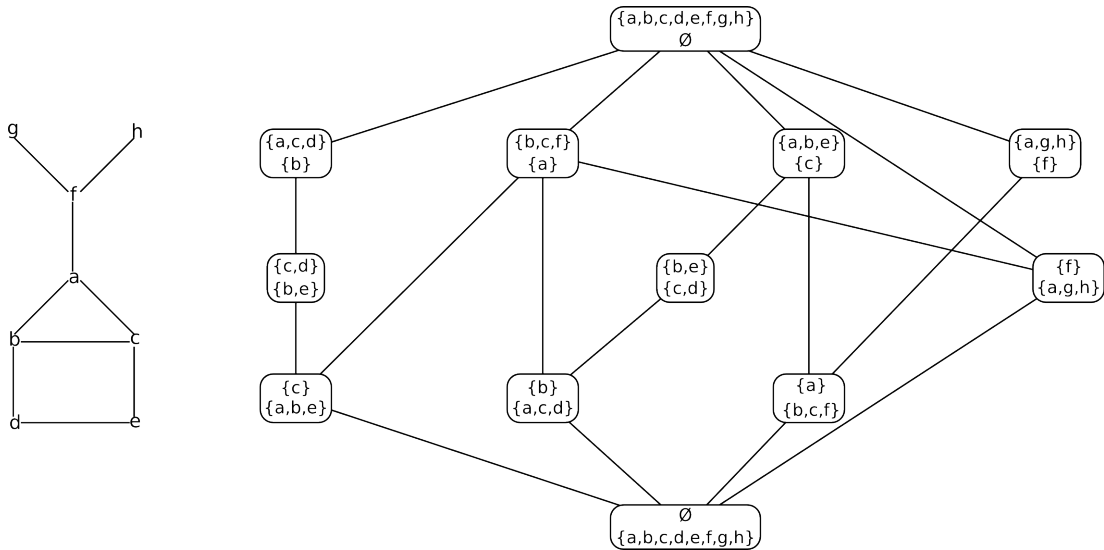 g
h
f
a
b
c
d
e
{a,b,c,d,e,f,g,h}
Ø
{a,c,d}
{b}
{b,c,f}
{a}
{a,b,e}
{c}
{a,g,h}
{f}
{c,d}
{b,e}
{b,e}
{c,d}
{f}
{a,g,h}
{c}
{a,b,e}
{b}
{a,c,d}
{a}
{b,c,f}
Ø
{a,b,c,d,e,f,g,h}